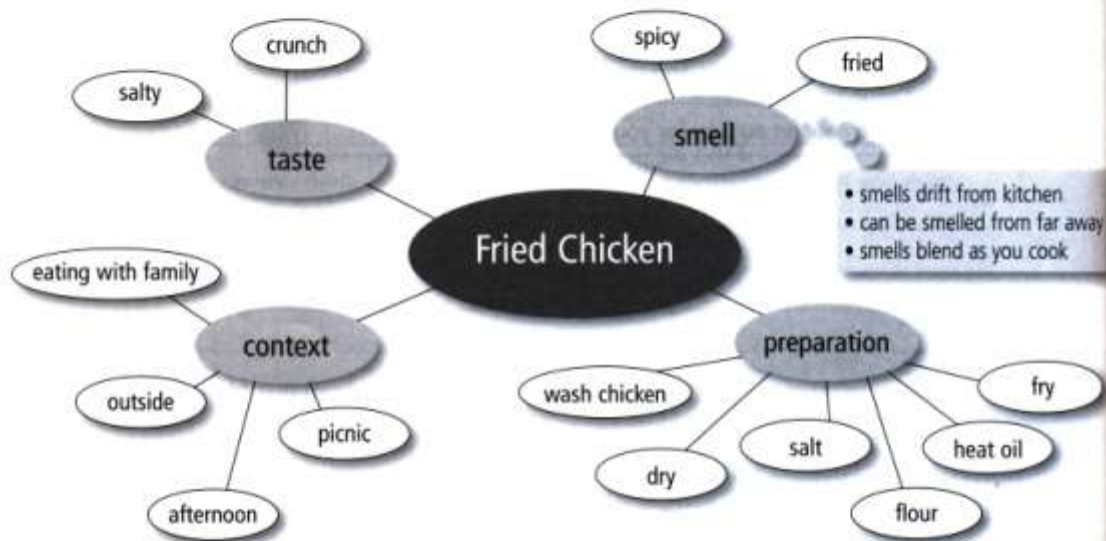 crunch
salty
taste
spicy
fried
smell
• smells drift from kitchen
• can be smelled from far away
• smells blend as you cook
Fried Chicken
eating with family
context
outside
picnic
afternoon
preparation
wash chicken
dry
salt
flour
heat oil
fry